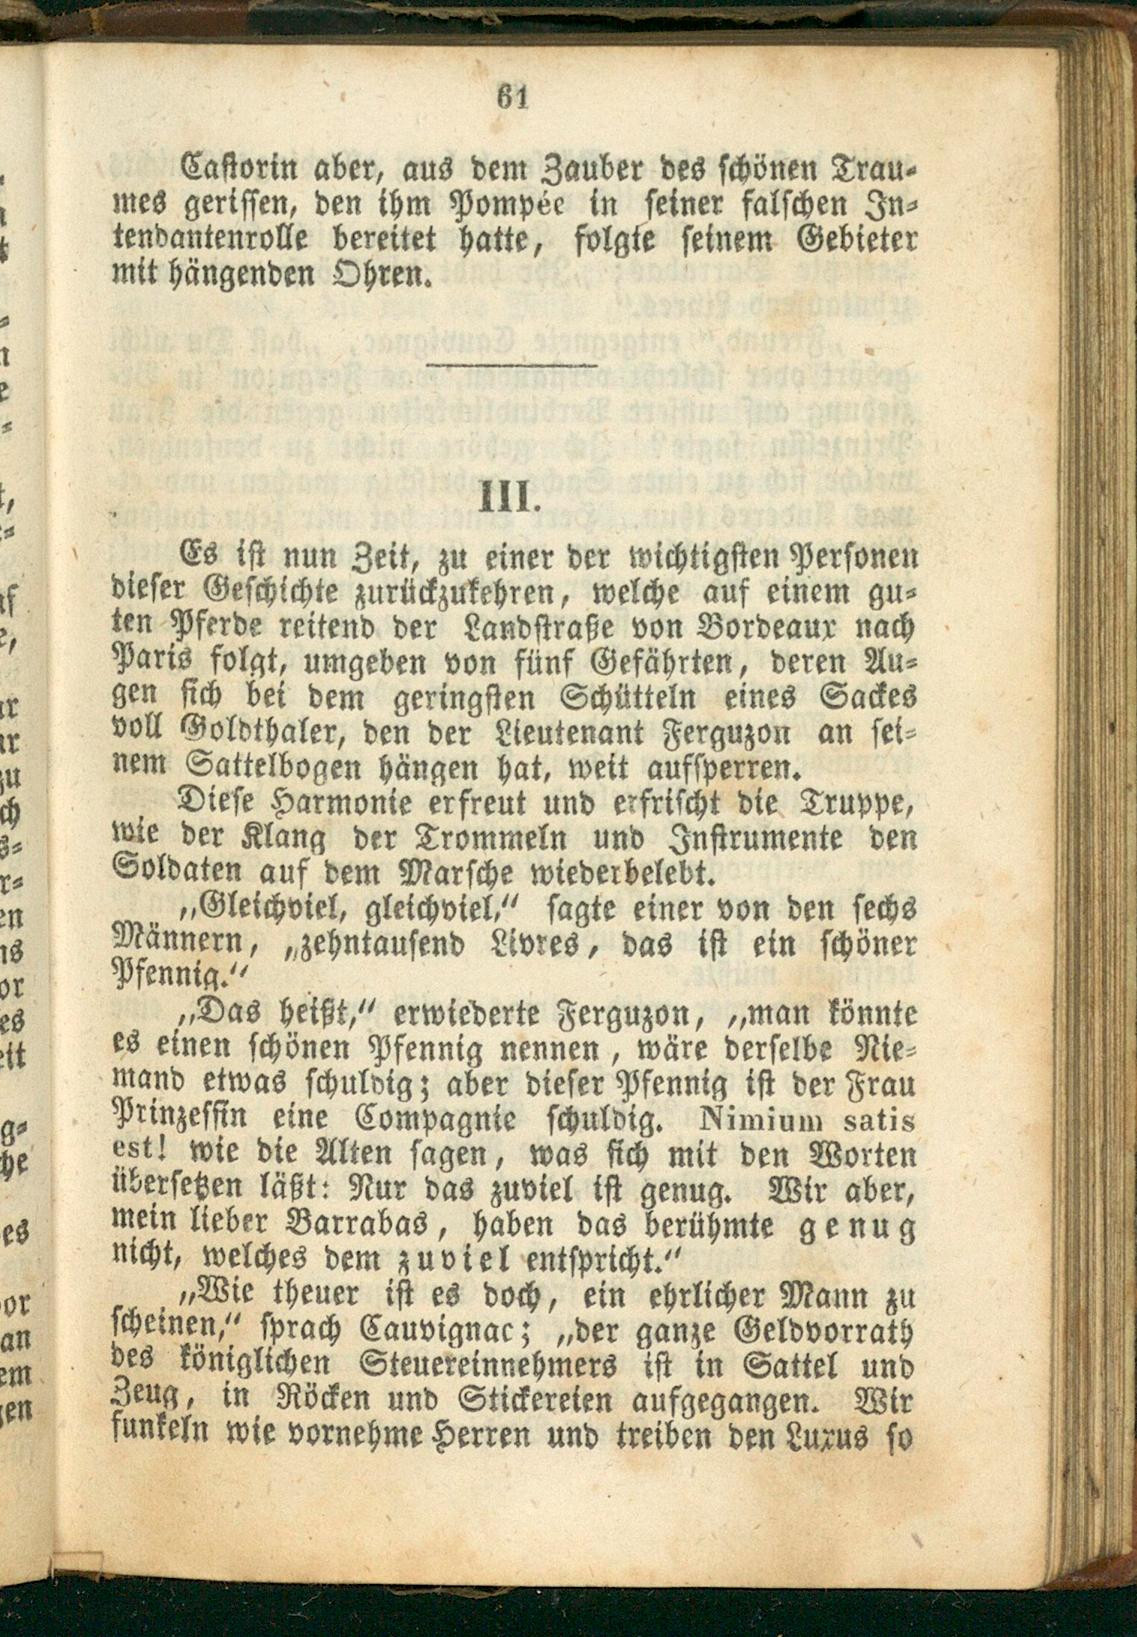 61
Castorin aber, aus dem Zauber des schönen Trau-
mes gerissen, den ihm Pompée in seiner falschen In-
tendantenrolle bereitet hatte, folgte seinem Gebieter
mit hängenden Ohren.
III.
Es ist nun Zeit, zu einer der wichtigsten Personen
dieser Geschichte zurückzukehren, welche auf einem gu-
ten Pferde reitend der Landstraße von Bordeaux nach
Paris folgt, umgeben von fünf Gefährten, deren Au-
gen sich bei dem geringsten Schütteln eines Sackes
voll Goldthaler, den der Lieutenant Ferguzon an sei-
nem Sattelbogen hängen hat, weit aufsperren.
Diese Harmonie erfreut und erfrischt die Truppe,
wie der Klang der Trommeln und Instrumente den
Soldaten auf dem Marsche wiederbelebt.
„Gleichviel, gleichviel,“ sagte einer von den sechs
Männern, „zehntausend Livres, das ist ein schöner
Pfennig.“
„Das heißt,“ erwiederte Ferguzon, „man könnte
es einen schönen Pfennig nennen, wäre derselbe Nie-
mand etwas schuldig; aber dieser Pfennig ist der Frau
Prinzessin eine Compagnie schuldig. Nimium satis
est! wie die Alten sagen, was sich mit den Worten
übersetzen läßt: Nur das zuviel ist genug. Wir aber,
mein lieber Barrabas, haben das berühmte genug
nicht, welches dem zuviel entspricht.“
„Wie theuer ist es doch, ein ehrlicher Mann zu
scheinen,“ sprach Cauvignac; „der ganze Geldvorrath
des königlichen Steuereinnehmers ist in Sattel und
Zeug, in Röcken und Stickereien aufgegangen. Wir
funkeln wie vornehme Herren und treiben den Luxus so